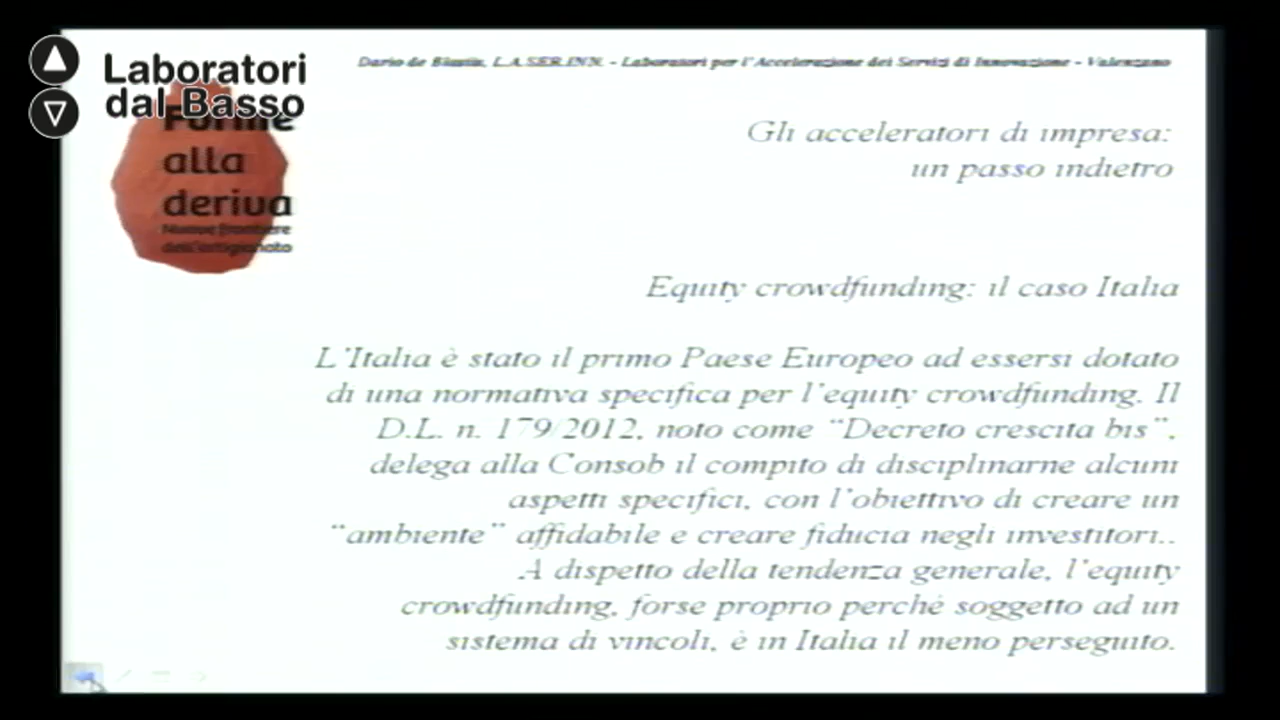 Laboratori
dal Basso
Forme
alla
deriva
Nuove frontiere
dell'artigianato
Dario de Blasiis, L.A.SER.INN. - Laboratori per l'Accelerazione dei Servizi di Innovazione - Valenzano
Gli acceleratori di impresa:
un passo indietro
Equity crowdfunding: il caso Italia
L'Italia è stato il primo Paese Europeo ad essersi dotato
di una normativa specifica per l'equity crowdfunding. Il
D.L. n. 179/2012, noto come “Decreto crescita bis”,
delega alla Consob il compito di disciplinarne alcuni
aspetti specifici, con l'obiettivo di creare un
“ambiente” affidabile e creare fiducia negli investitori..
A dispetto della tendenza generale, l'equity
crowdfunding, forse proprio perché soggetto ad un
sistema di vincoli, è in Italia il meno perseguito.